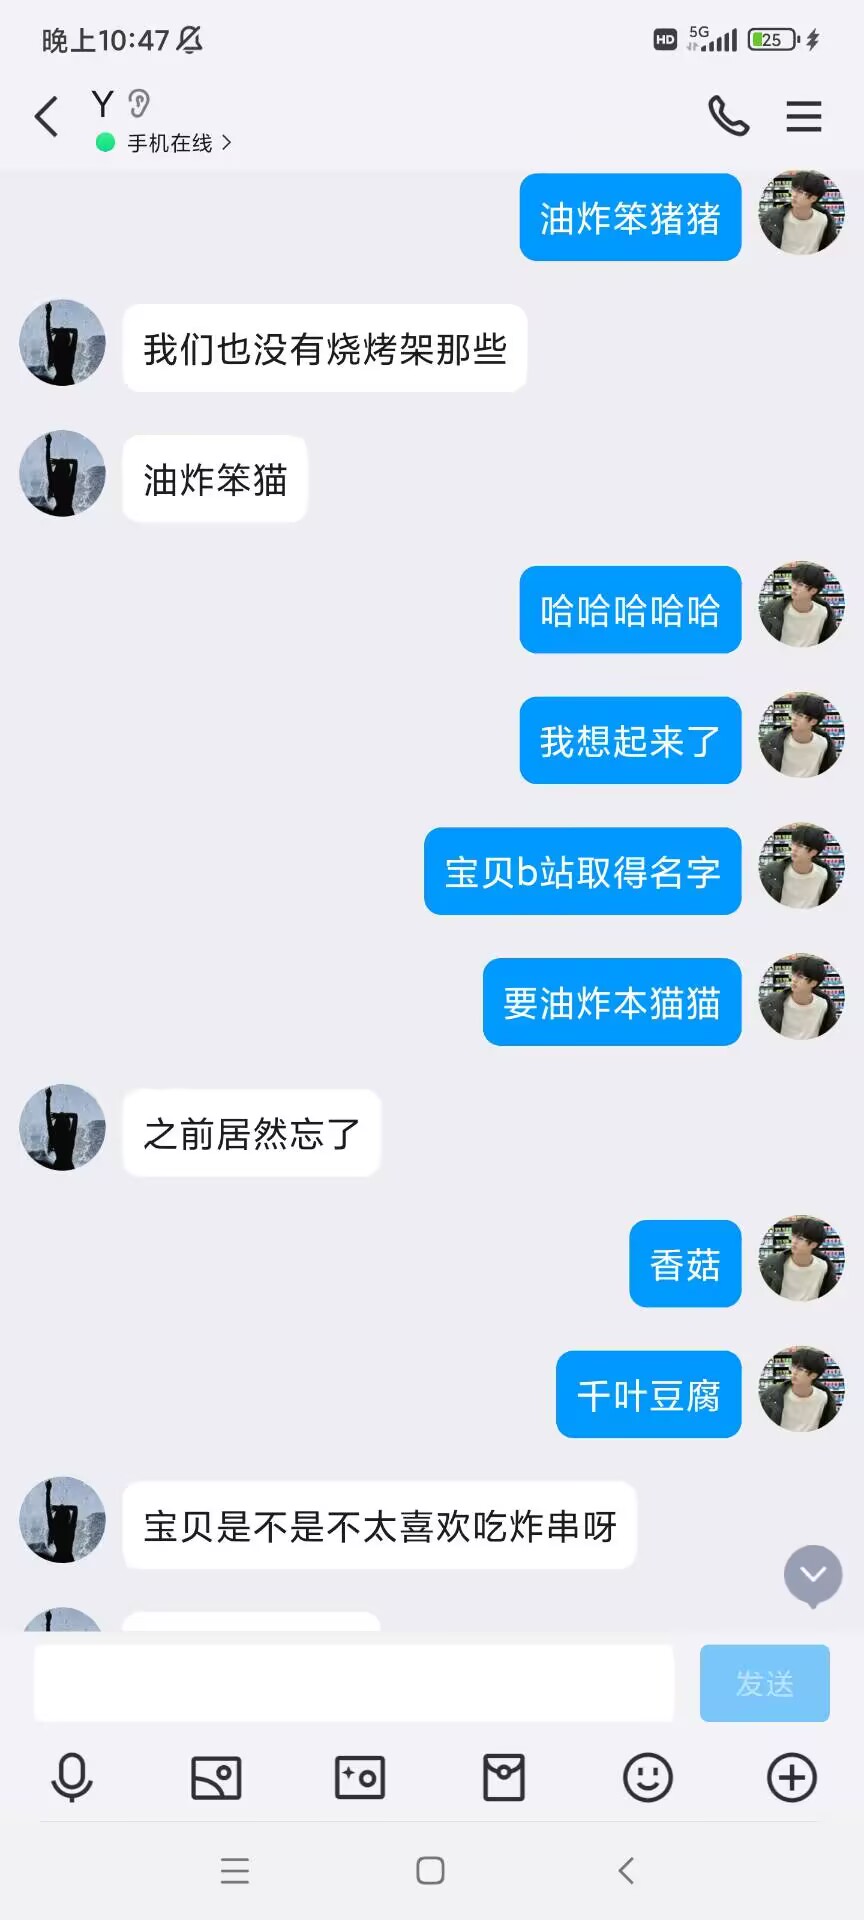 晚上10:47
HD 5G 25
Y
手机在线
油炸笨猪猪
我们也没有烧烤架那些
油炸笨猫
哈哈哈哈哈
我想起来了
宝贝b站取得名字
要油炸本猫猫
之前居然忘了
香菇
千叶豆腐
宝贝是不是不太喜欢吃炸串呀
发送